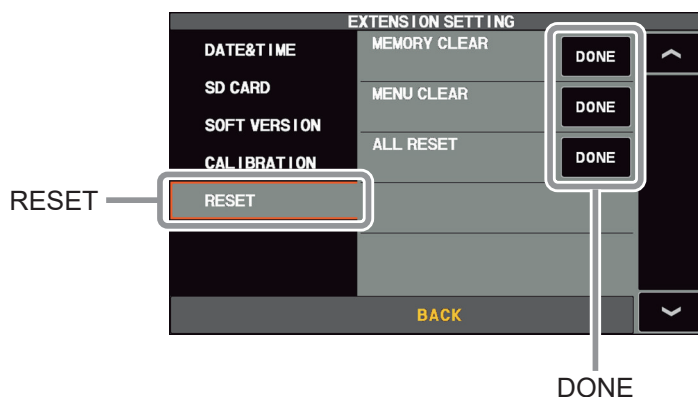 EXTENSION SETTING
DATE&TIME
SD CARD
SOFT VERSION
CALIBRATION
RESET
MEMORY CLEAR
DONE
MENU CLEAR
DONE
ALL RESET
DONE
BACK
RESET
DONE